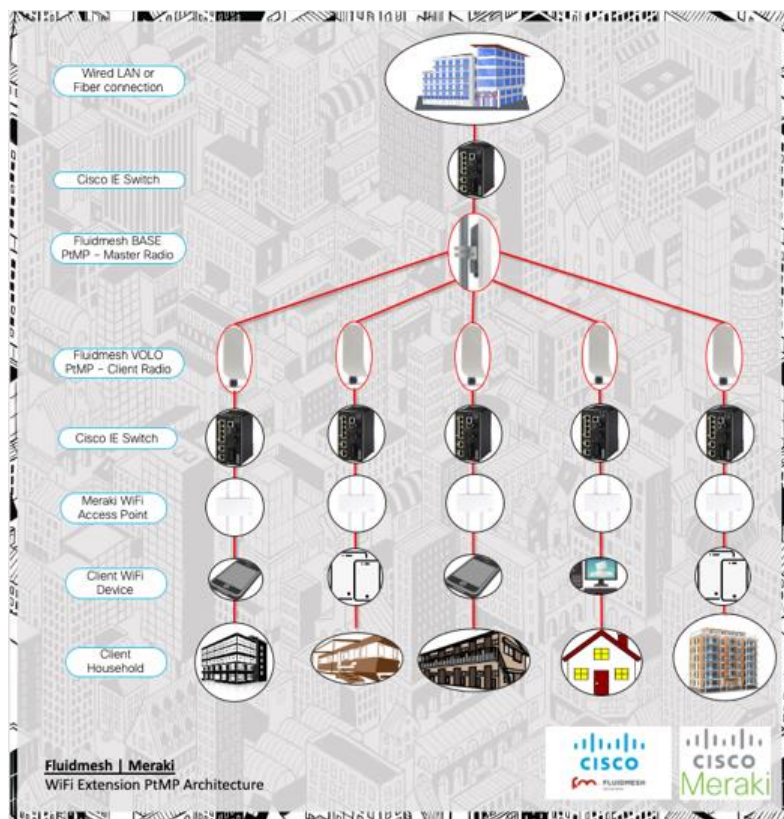 Wired LAN or
Fiber connection
Cisco IE Switch
Fluidmesh BASE
PtMP – Master Radio
Fluidmesh VOLO
PtMP – Client Radio
Cisco IE Switch
Meraki WiFi
Access Point
Client WiFi
Device
Client
Household
Fluidmesh | Meraki
WiFi Extension PtMP Architecture
CISCO
FLUIDMESH
CISCO
Meraki